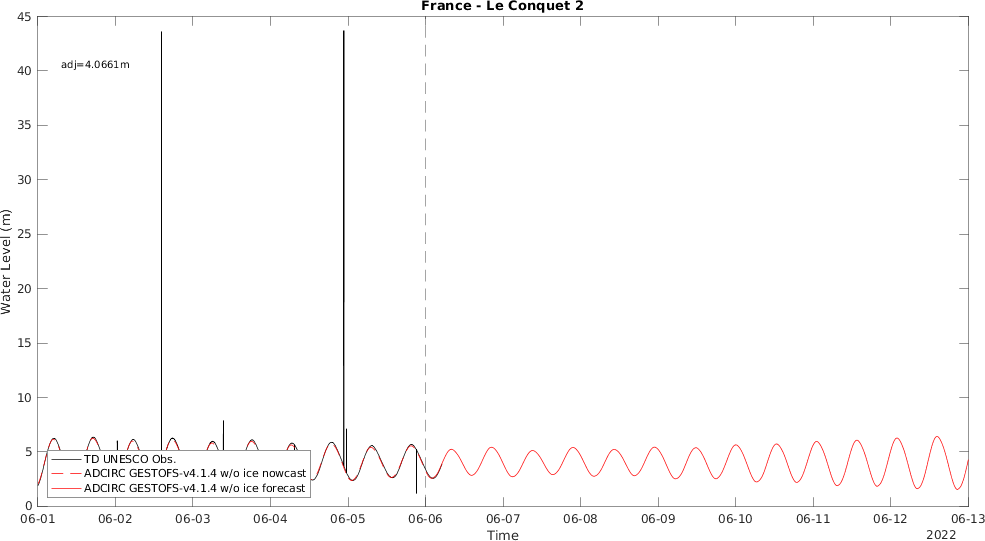 France - Le Conquet 2
45
40
35
30
25
20
15
10
5
0
Water Level (m)
adj=4.0661m
TD UNESCO Obs.
ADCIRC GESTOFS-v4.1.4 w/o ice nowcast
ADCIRC GESTOFS-v4.1.4 w/o ice forecast
06-01 06-02 06-03 06-04 06-05 06-06 06-07 06-08 06-09 06-10 06-11 06-12 06-13
Time
2022